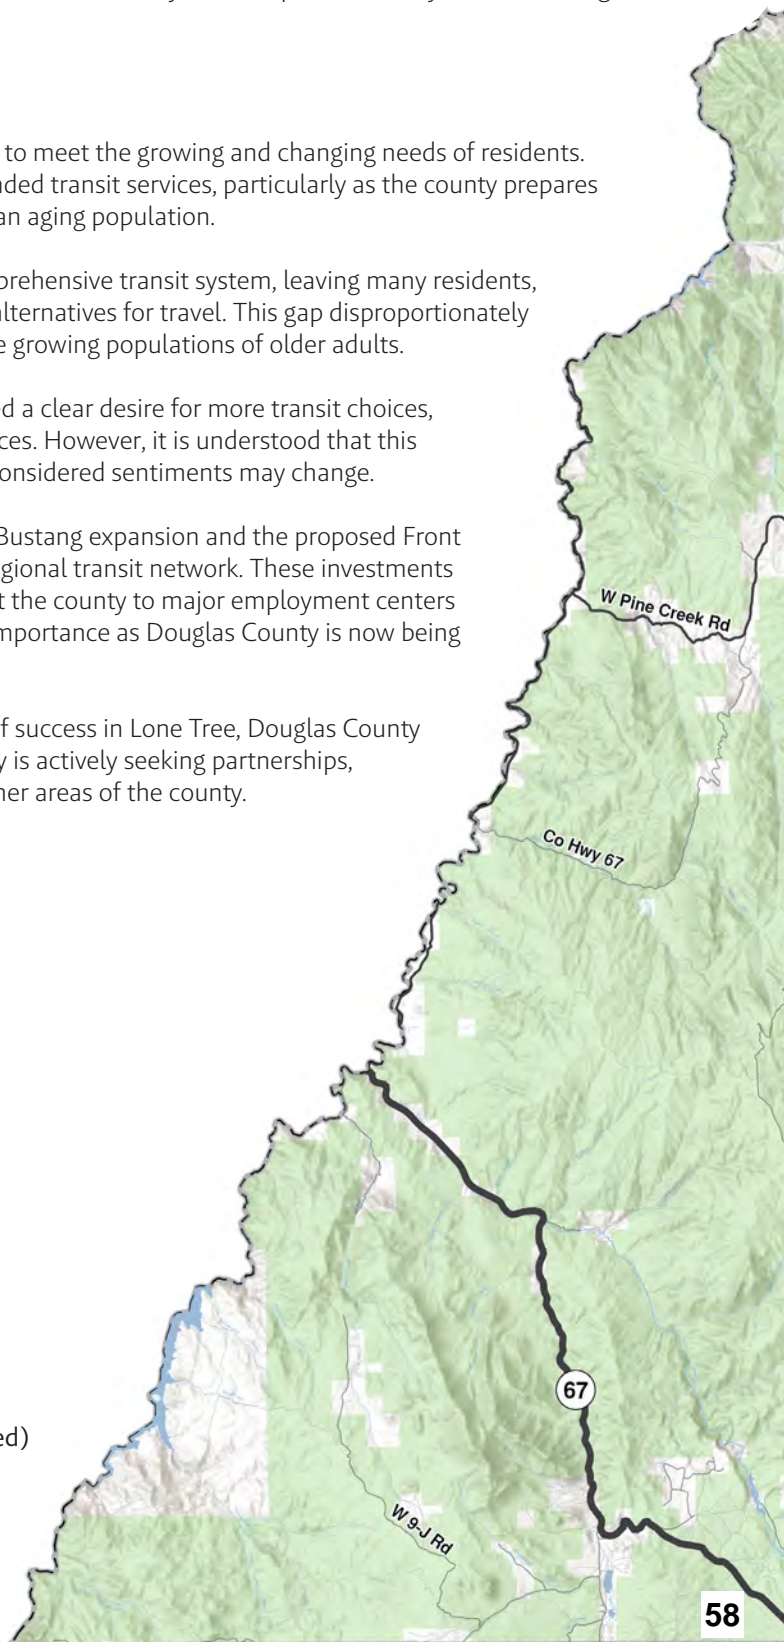 to meet the growing and changing needs of residents.
nded transit services, particularly as the county prepares
an aging population.
prehensive transit system, leaving many residents,
alternatives for travel. This gap disproportionately
e growing populations of older adults.
d a clear desire for more transit choices,
ces. However, it is understood that this
onsidered sentiments may change.
Bustang expansion and the proposed Front
gional transit network. These investments
t the county to major employment centers
mportance as Douglas County is now being
W Pine Creek Rd
f success in Lone Tree, Douglas County
y is actively seeking partnerships,
her areas of the county.
Co Hwy 67
67
ed)
W 9-J Rd
58